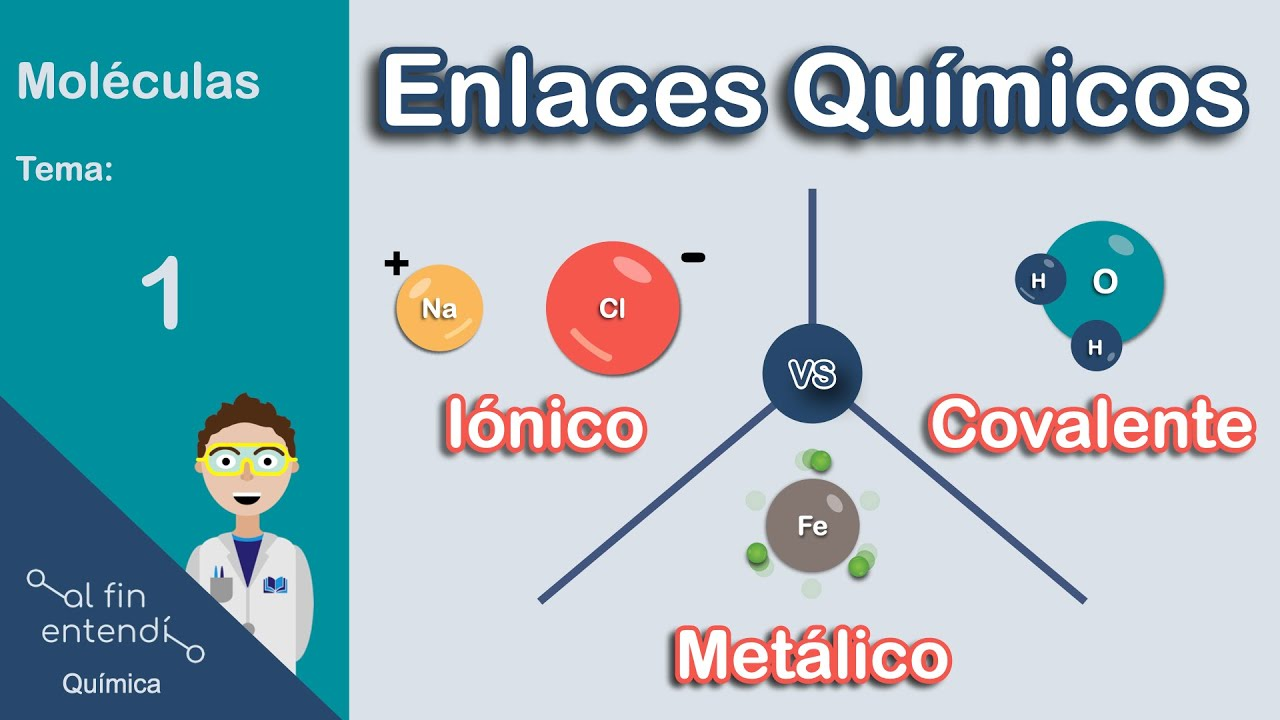 Moléculas
Tema:
1
al fin
entendí
Química
Enlaces Químicos
+
Na
Cl
-
Iónico
vs
H
O
H
Covalente
Fe
Metálico